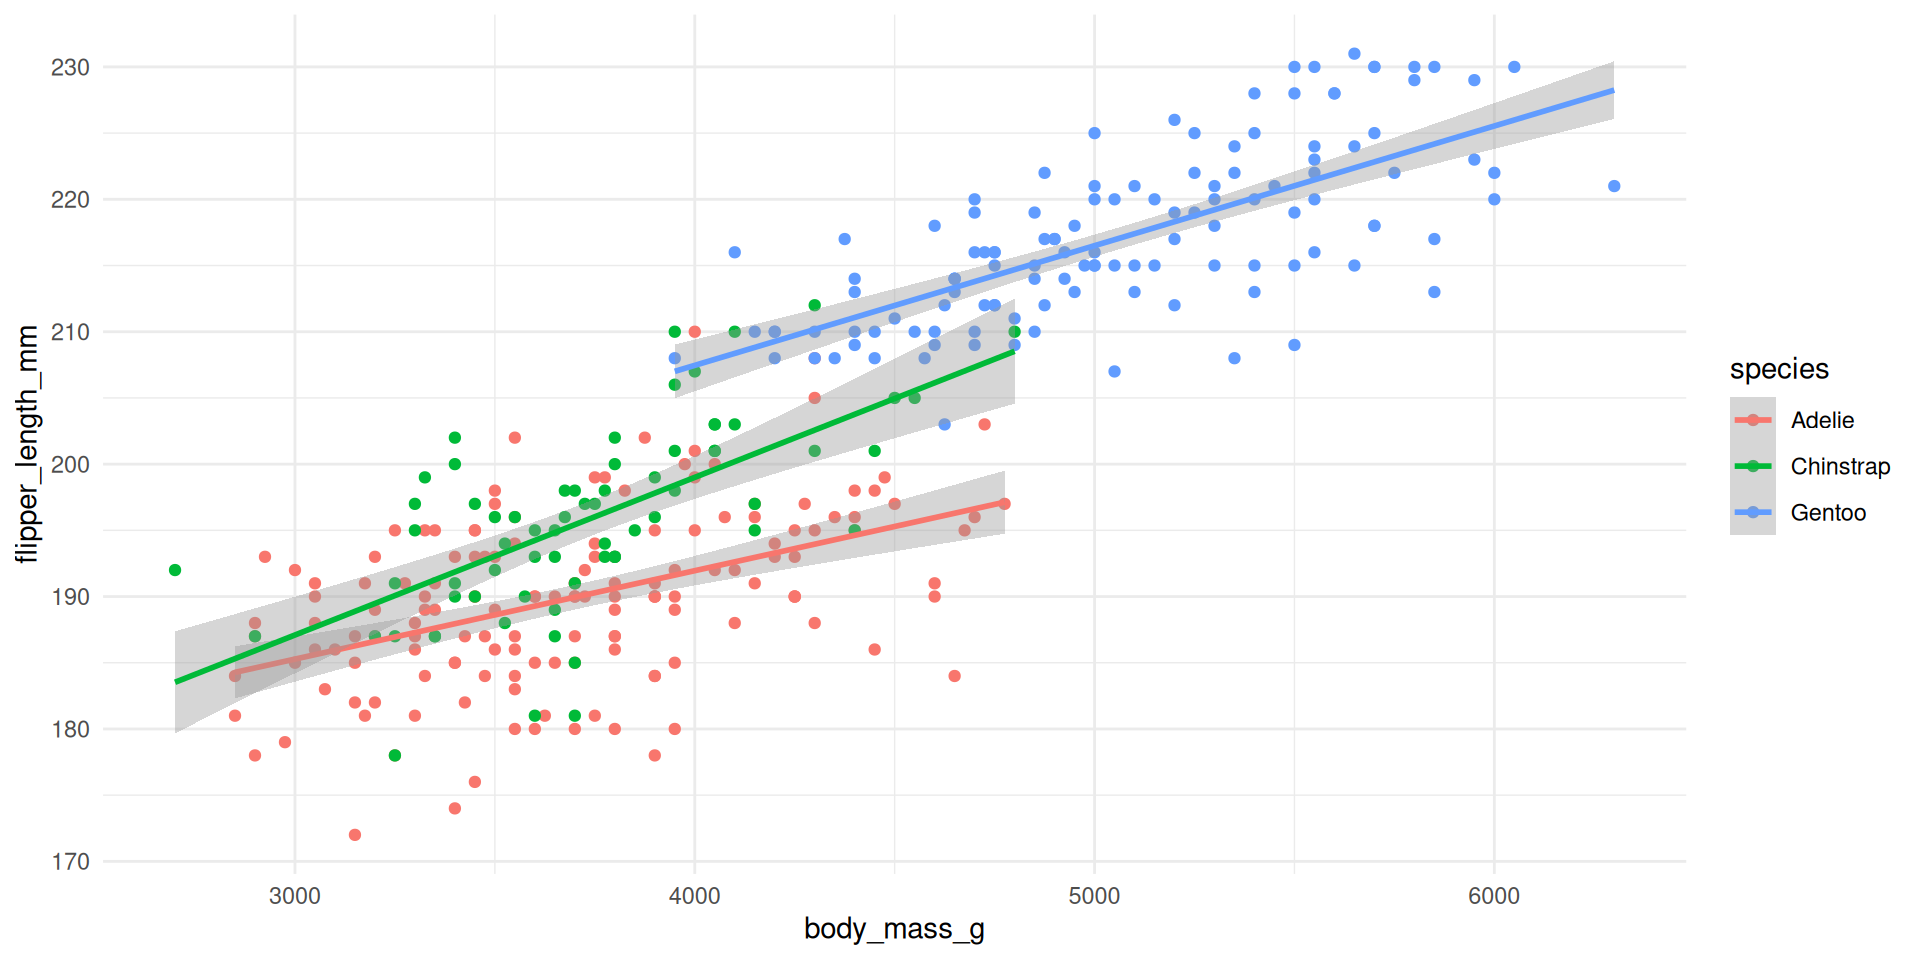 230
220
210
200
190
180
170
3000 4000 5000 6000
body_mass_g
flipper_length_mm
species
Adelie
Chinstrap
Gentoo